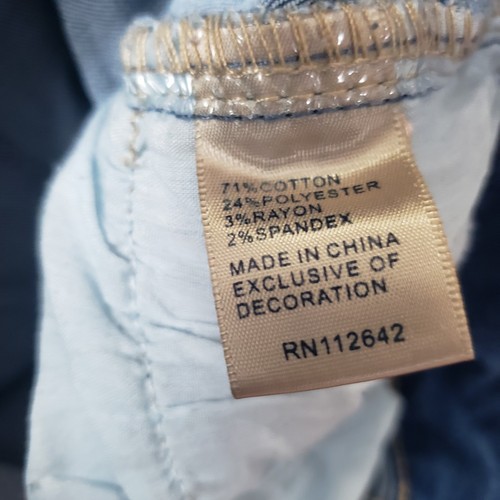 71%COTTON
24%POLYESTER
3%RAYON
2%SPANDEX
MADE IN CHINA
EXCLUSIVE OF
DECORATION
RN112642